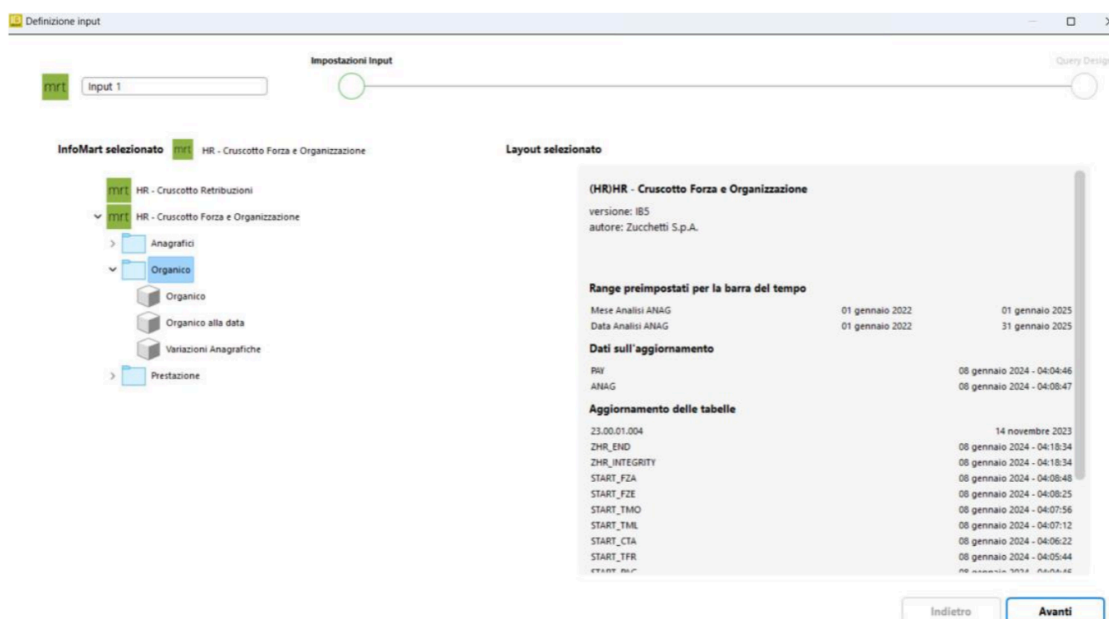 Definizione input
Impostazioni Input
Query Desig
mrt Input 1
InfoMart selezionato mrt HR - Cruscotto Forza e Organizzazione
mrt HR - Cruscotto Retribuzioni
mrt HR - Cruscotto Forza e Organizzazione
Anagrafici
Organico
Organico
Organico alla data
Variazioni Anagrafiche
Prestazione
Layout selezionato
(HR)HR - Cruscotto Forza e Organizzazione
versione: IB5
autore: Zucchetti S.p.A.
Range preimpostati per la barra del tempo
Mese Analisi ANAG 01 gennaio 2022 01 gennaio 2025
Data Analisi ANAG 01 gennaio 2022 31 gennaio 2025
Dati sull'aggiornamento
PAY 08 gennaio 2024 - 04:04:46
ANAG 08 gennaio 2024 - 04:08:47
Aggiornamento delle tabelle
23.00.01.004 14 novembre 2023
ZHR_END 08 gennaio 2024 - 04:18:34
ZHR_INTEGRITY 08 gennaio 2024 - 04:18:34
START_FZA 08 gennaio 2024 - 04:08:48
START_FZE 08 gennaio 2024 - 04:08:25
START_TMO 08 gennaio 2024 - 04:07:56
START_TML 08 gennaio 2024 - 04:07:12
START_CTA 08 gennaio 2024 - 04:06:22
START_TFR 08 gennaio 2024 - 04:05:44
08 gennaio 2024 - 04:04:46
Indietro Avanti